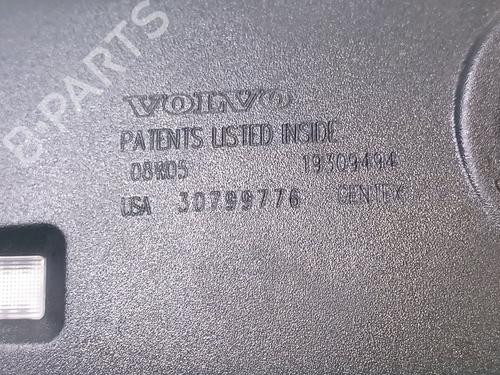 B-PARTS
VOLVO
PATENTS LISTED INSIDE
08W05 19309494
USA 30799776 GENTEX